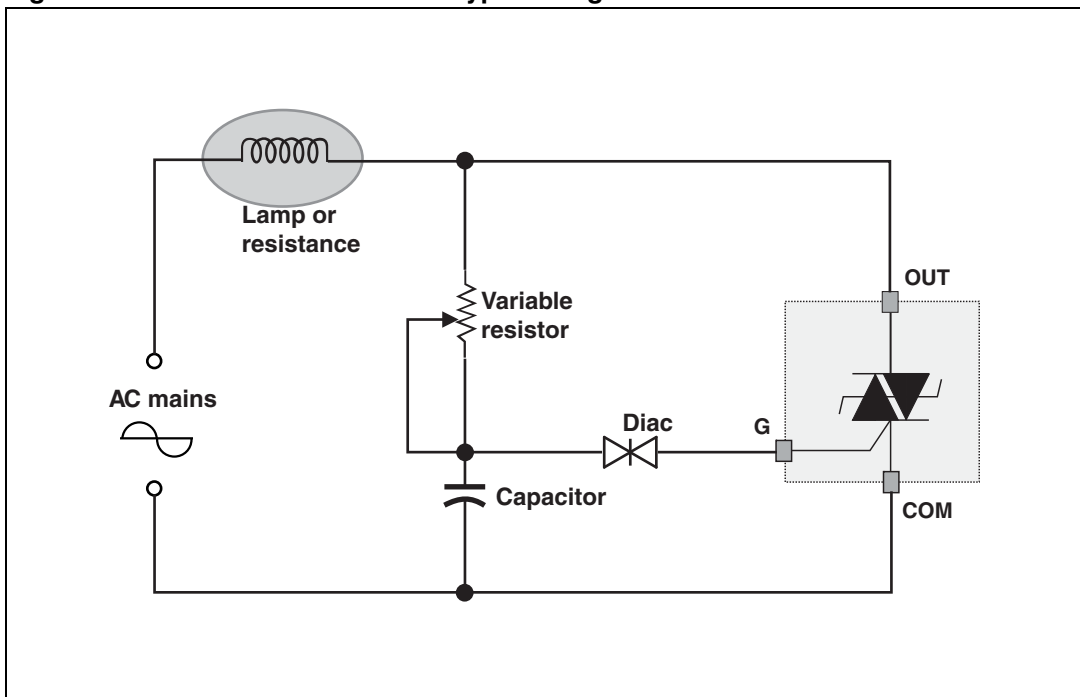 Lamp or
resistance
Variable
resistor
OUT
AC mains
Diac
G
Capacitor
COM